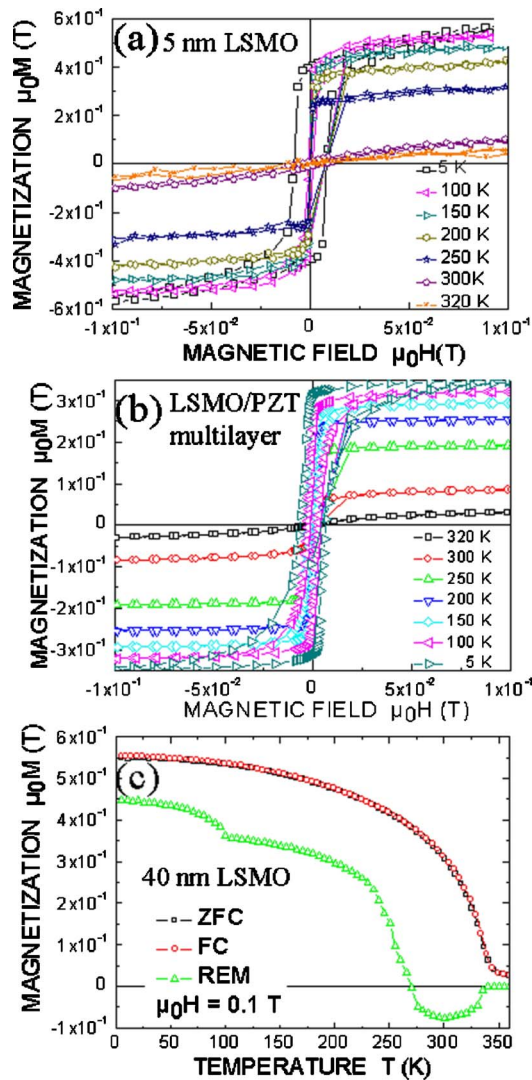 (a) 5 nm LSMO
MAGNETIZATION μ₀M (T)
6x10⁻¹
4x10⁻¹
2x10⁻¹
0
-2x10⁻¹
-4x10⁻¹
-6x10⁻¹
5 K
100 K
150 K
200 K
250 K
300K
320 K
-1x10⁻¹ -5x10⁻² 0 5x10⁻² 1x10⁻¹
MAGNETIC FIELD μ₀H(T)
(b) LSMO/PZT
multilayer
MAGNETIZATION μ₀M (T)
3x10⁻¹
2x10⁻¹
1x10⁻¹
0
-1x10⁻¹
-2x10⁻¹
-3x10⁻¹
320 K
300 K
250 K
200 K
150 K
100 K
5 K
-1x10⁻¹ -5x10⁻² 0 5x10⁻² 1x10⁻¹
MAGNETIC FIELD μ₀H (T)
(c)
MAGNETIZATION μ₀M (T)
6x10⁻¹
5x10⁻¹
4x10⁻¹
3x10⁻¹
2x10⁻¹
1x10⁻¹
0
-1x10⁻¹
40 nm LSMO
ZFC
FC
REM
μ₀H = 0.1 T
0 50 100 150 200 250 300 350
TEMPERATURE T (K)